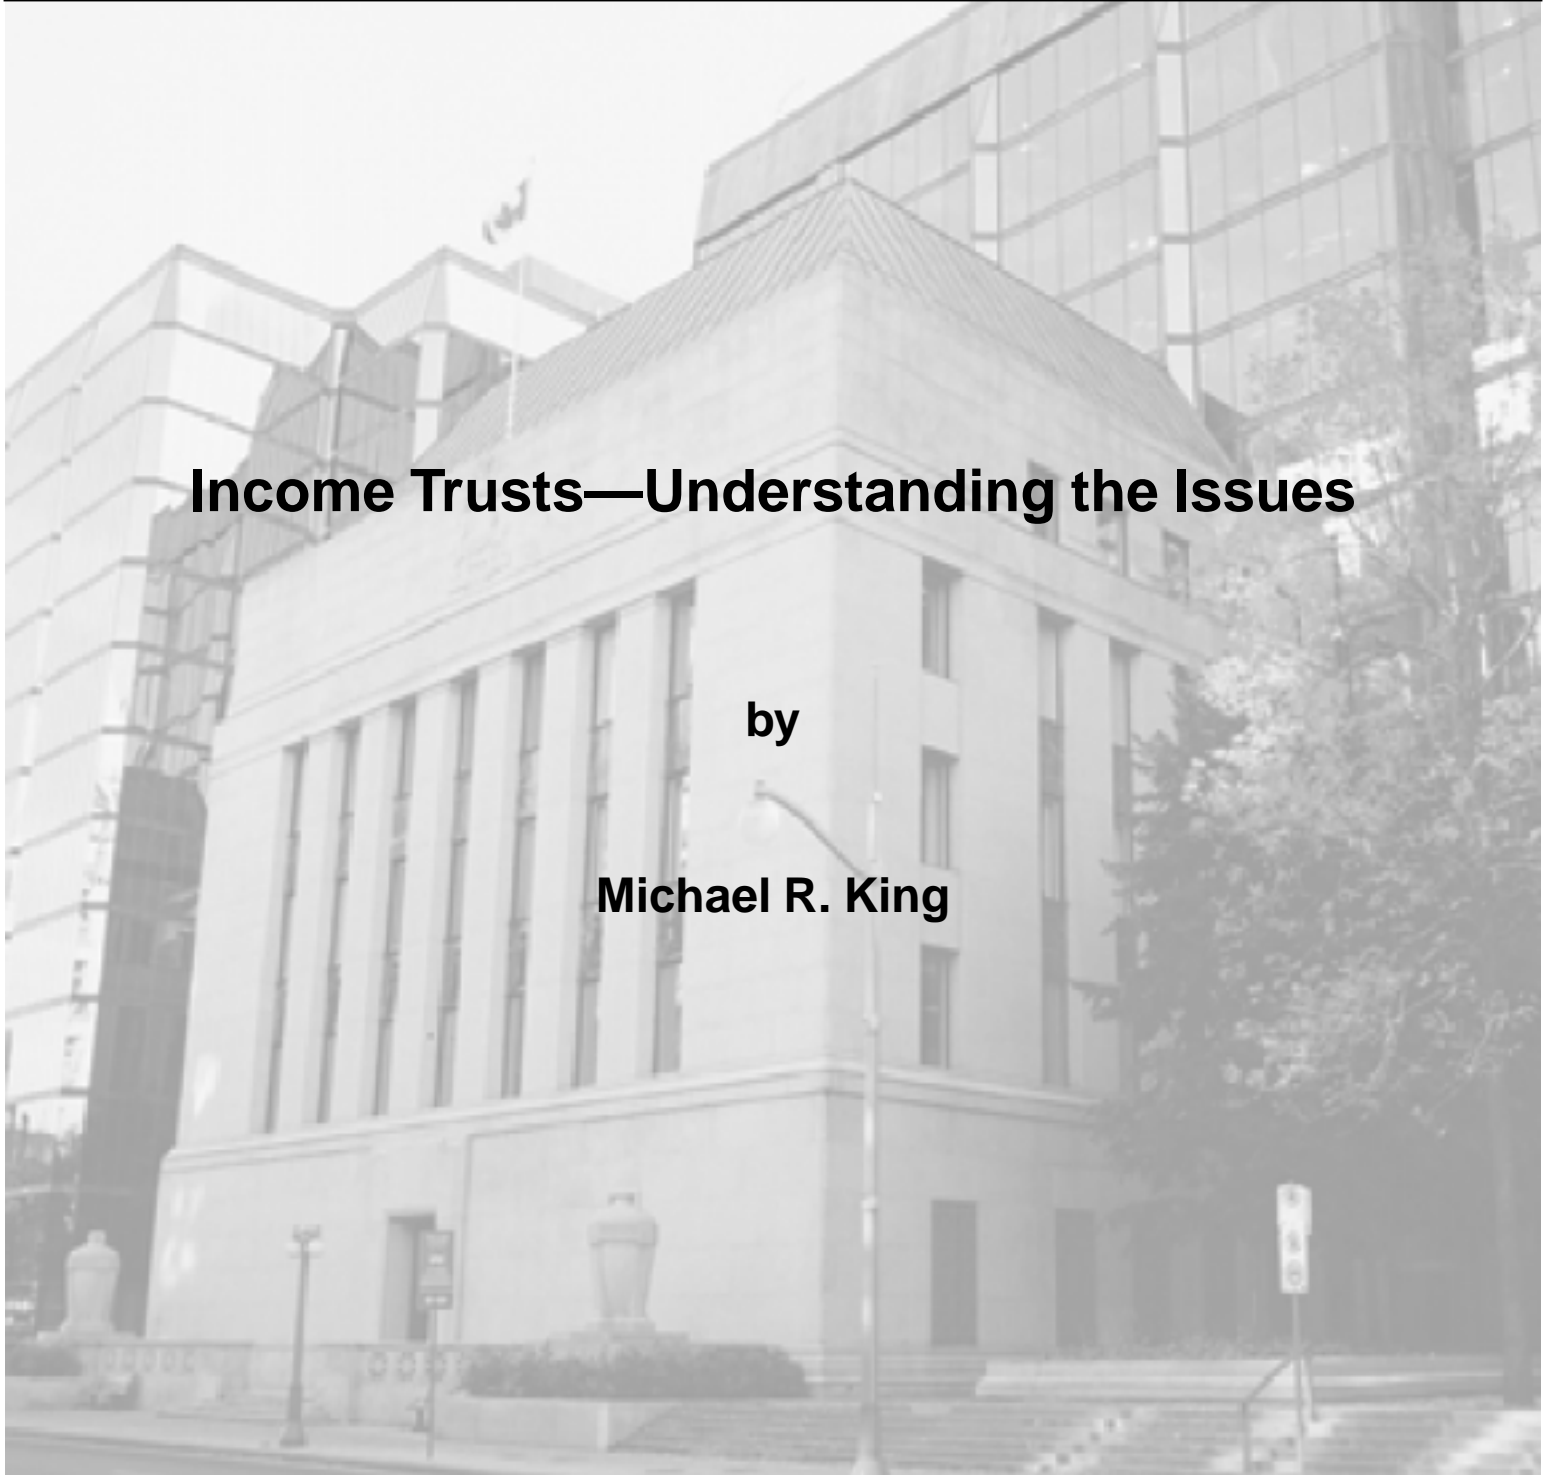 Income Trusts—Understanding the Issues
by
Michael R. King